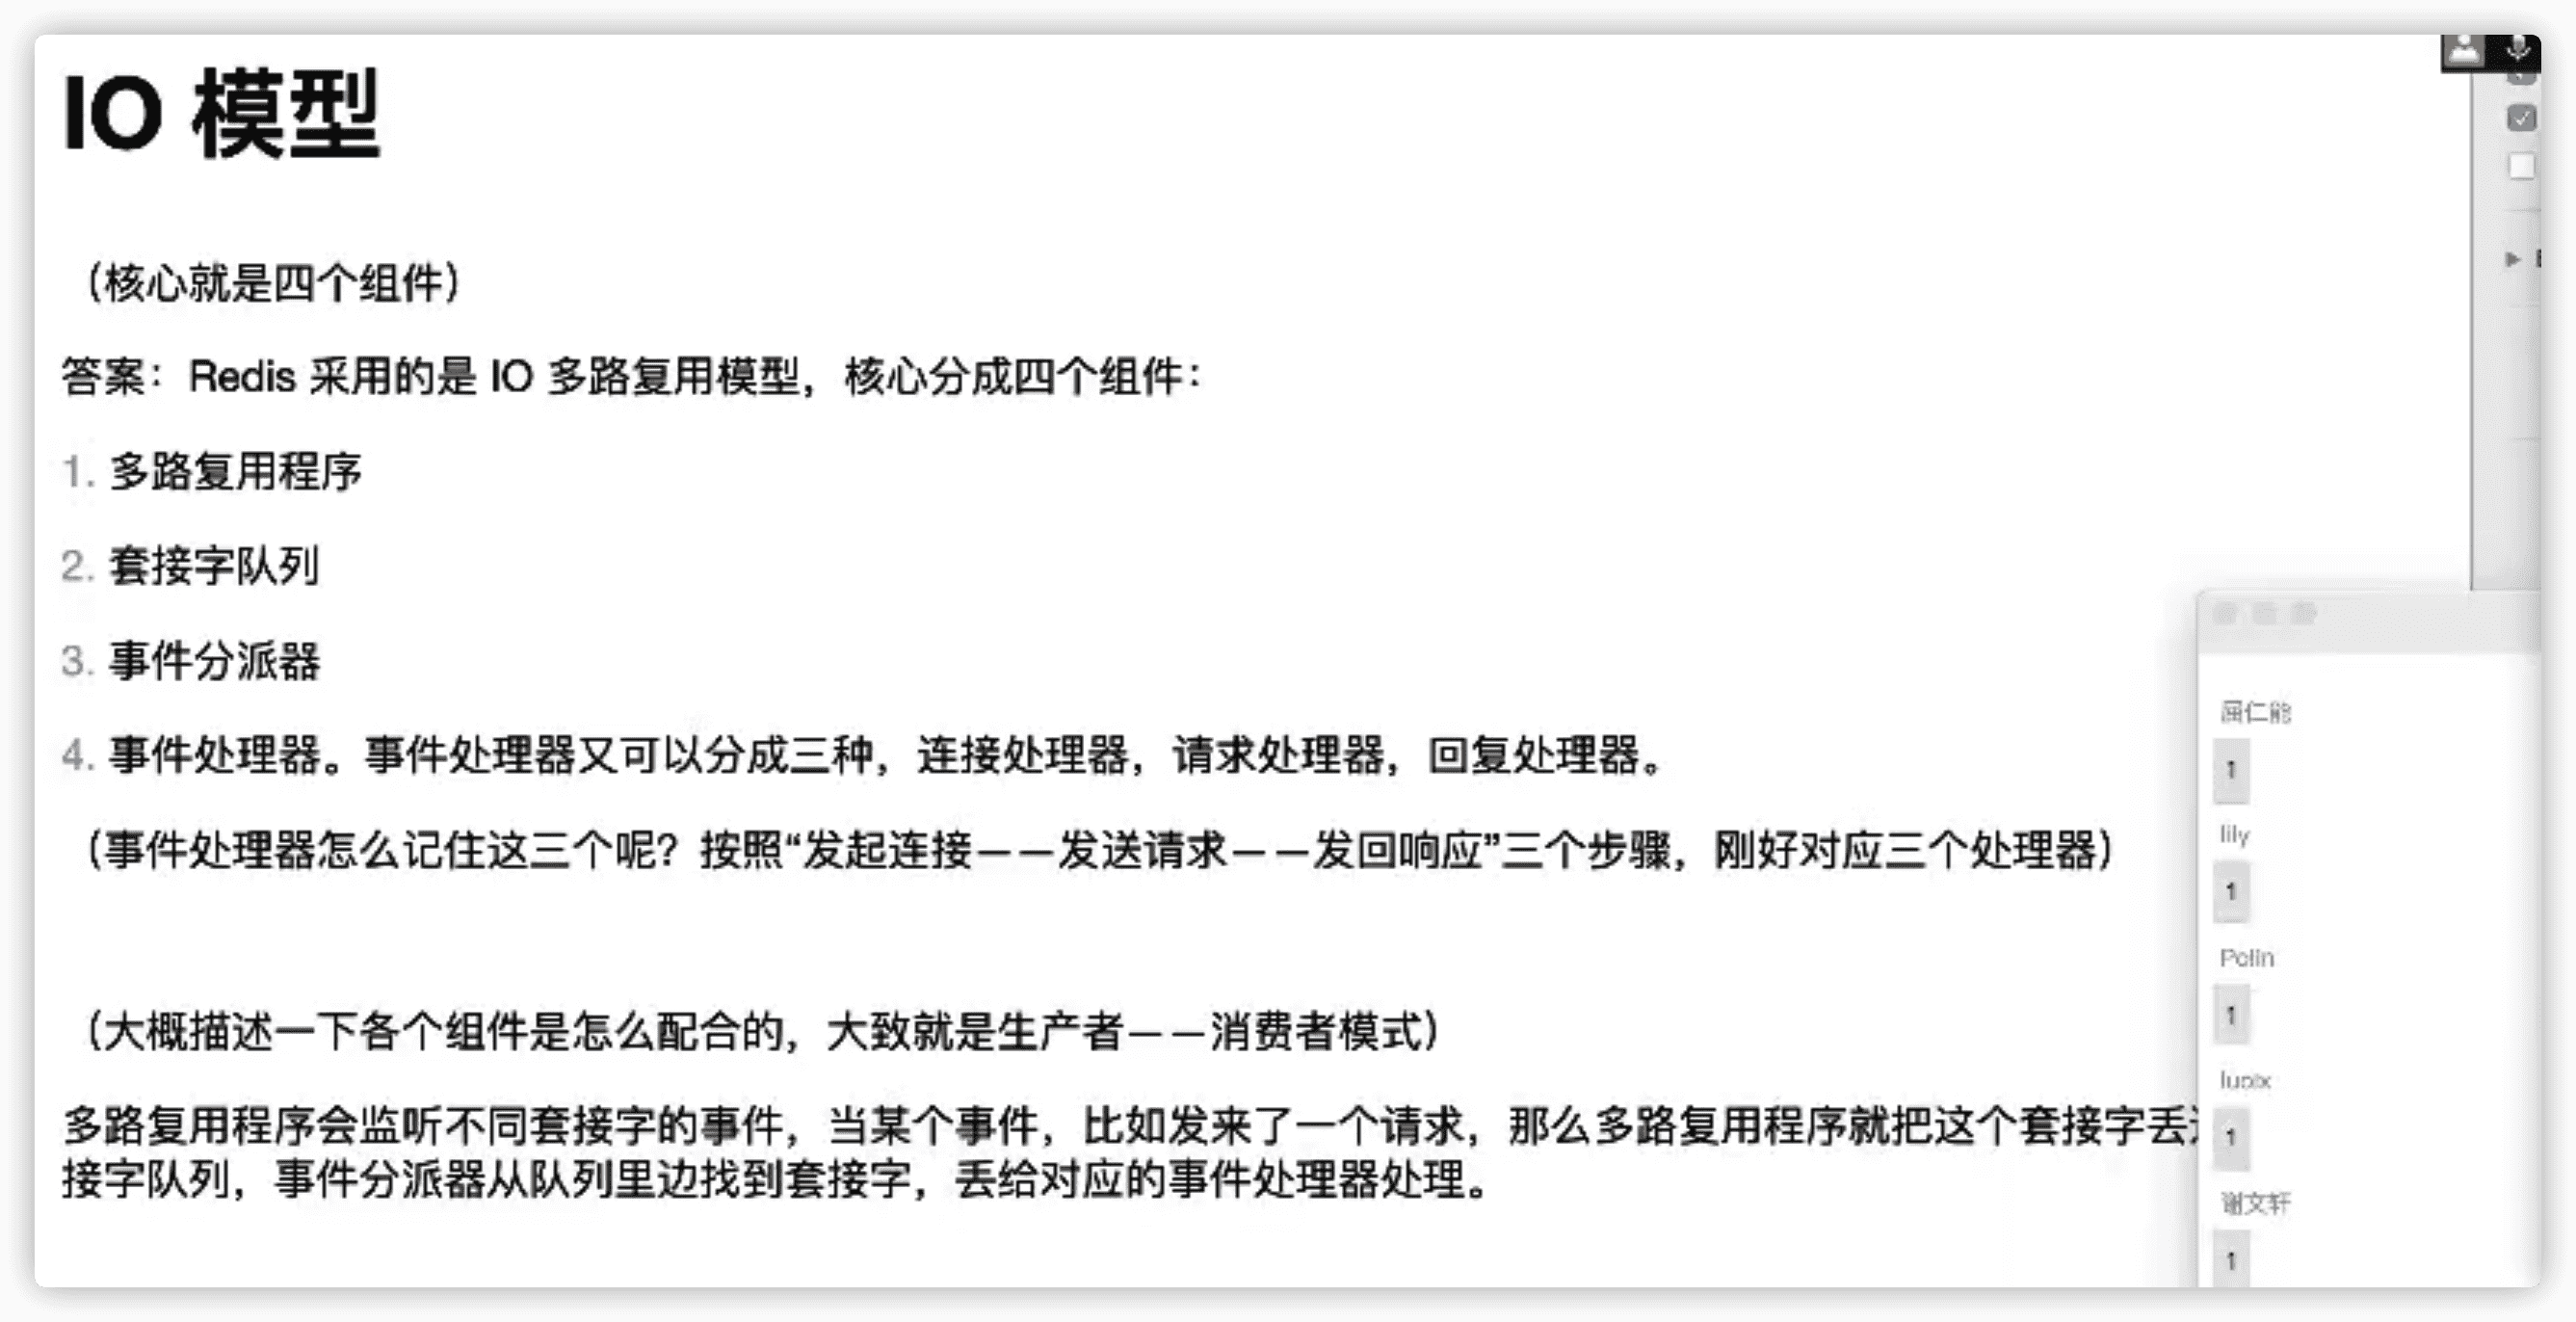 IO 模型
（核心就是四个组件）
答案：Redis 采用的是 IO 多路复用模型，核心分成四个组件：
1. 多路复用程序
2. 套接字队列
3. 事件分派器
4. 事件处理器。事件处理器又可以分成三种，连接处理器，请求处理器，回复处理器。
（事件处理器怎么记住这三个呢？按照“发起连接——发送请求——发回响应”三个步骤，刚好对应三个处理器）
（大概描述一下各个组件是怎么配合的，大致就是生产者——消费者模式）
多路复用程序会监听不同套接字的事件，当某个事件，比如发来了一个请求，那么多路复用程序就把这个套接字丢
接字队列，事件分派器从队列里边找到套接字，丢给对应的事件处理器处理。
屈仁能
1
lily
1
Polin
1
1
谢文轩
1